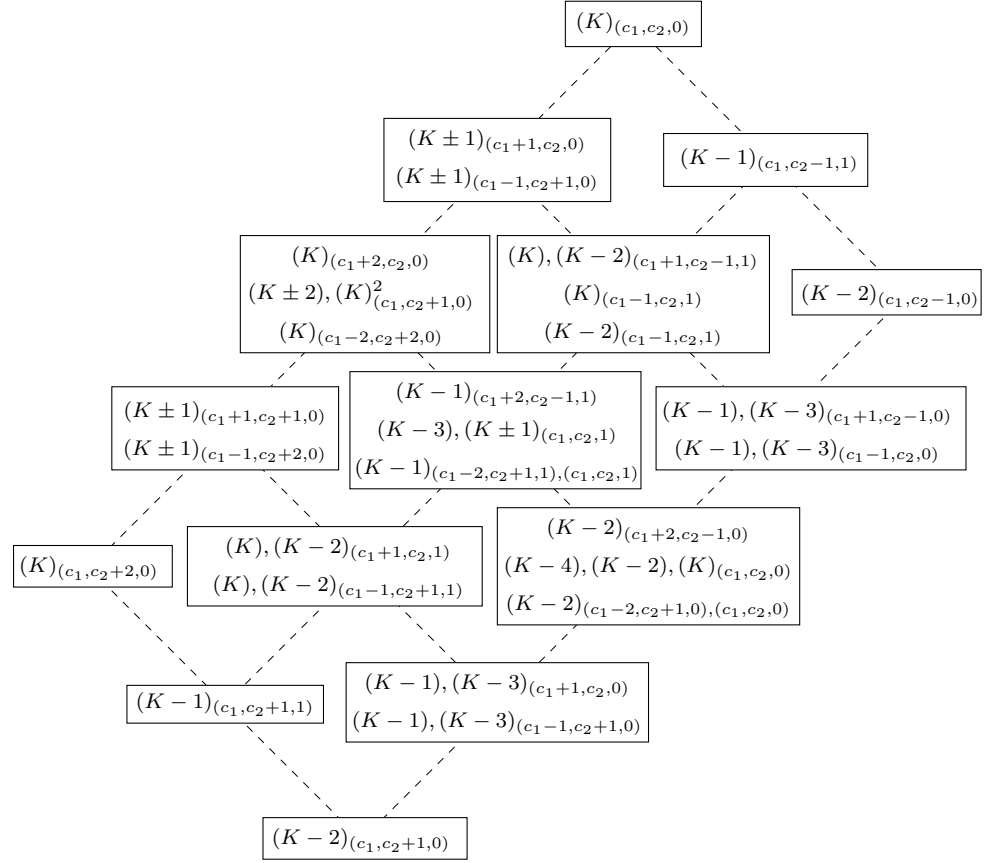 (K)_{(c_1,c_2,0)}
(K ± 1)_{(c_1+1,c_2,0)}
(K ± 1)_{(c_1−1,c_2+1,0)}
(K − 1)_{(c_1,c_2−1,1)}
(K)_{(c_1+2,c_2,0)}
(K ± 2), (K)^2_{(c_1,c_2+1,0)}
(K)_{(c_1−2,c_2+2,0)}
(K), (K − 2)_{(c_1+1,c_2−1,1)}
(K)_{(c_1−1,c_2,1)}
(K − 2)_{(c_1−1,c_2,1)}
(K − 2)_{(c_1,c_2−1,0)}
(K ± 1)_{(c_1+1,c_2+1,0)}
(K ± 1)_{(c_1−1,c_2+2,0)}
(K − 1)_{(c_1+2,c_2−1,1)}
(K − 3), (K ± 1)_{(c_1,c_2,1)}
(K − 1)_{(c_1−2,c_2+1,1),(c_1,c_2,1)}
(K − 1), (K − 3)_{(c_1+1,c_2−1,0)}
(K − 1), (K − 3)_{(c_1−1,c_2,0)}
(K)_{(c_1,c_2+2,0)}
(K), (K − 2)_{(c_1+1,c_2,1)}
(K), (K − 2)_{(c_1−1,c_2+1,1)}
(K − 2)_{(c_1+2,c_2−1,0)}
(K − 4), (K − 2), (K)_{(c_1,c_2,0)}
(K − 2)_{(c_1−2,c_2+1,0),(c_1,c_2,0)}
(K − 1)_{(c_1,c_2+1,1)}
(K − 1), (K − 3)_{(c_1+1,c_2,0)}
(K − 1), (K − 3)_{(c_1−1,c_2+1,0)}
(K − 2)_{(c_1,c_2+1,0)}